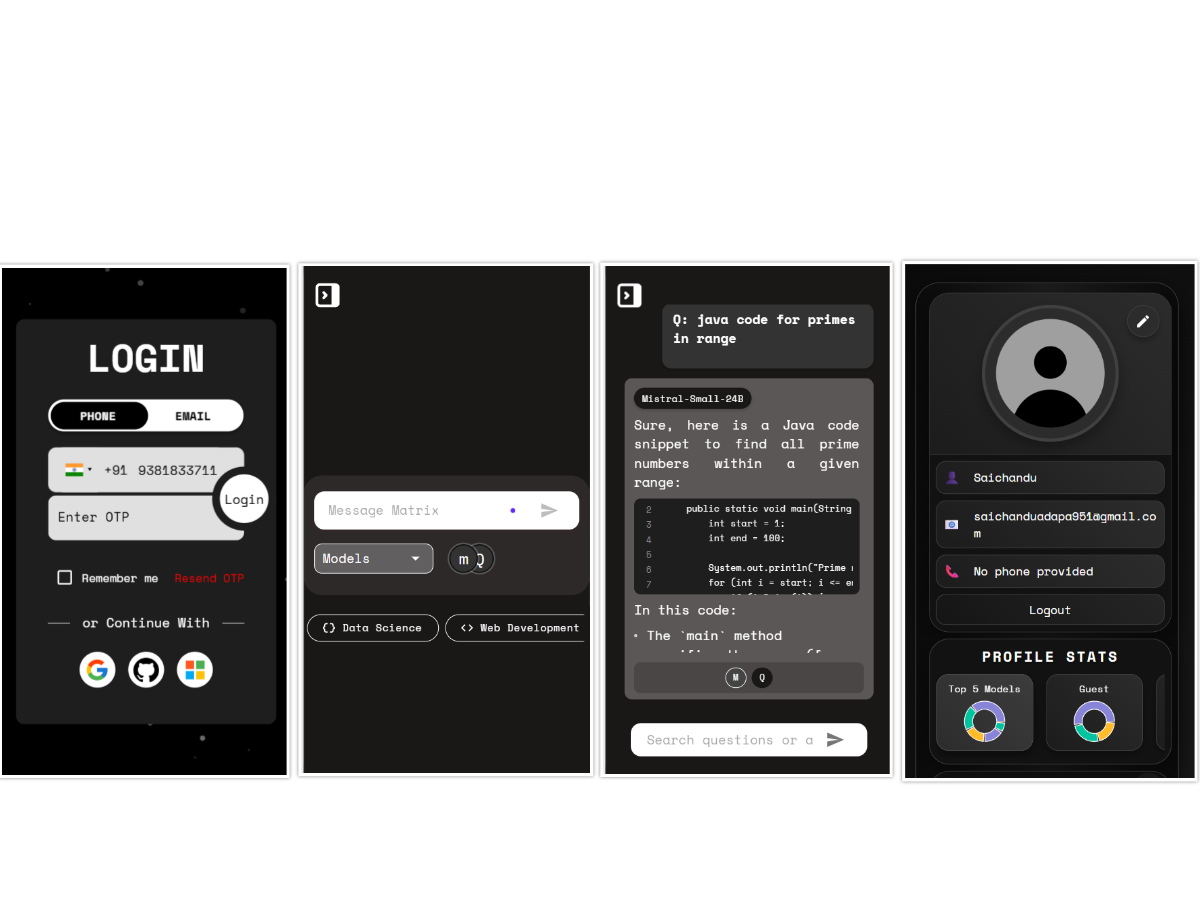 LOGIN
PHONE EMAIL
+91 9381833711
Login
Enter OTP
Remember me Resend OTP
or Continue With
Message Matrix
Models
m Q
{} Data Science
<> Web Development
Q: java code for primes
in range
Mistral-Small-24B
Sure, here is a Java code
snippet to find all prime
numbers within a given
range:
2 public static void main(String
3 int start = 1;
4 int end = 100;
5
6 System.out.println("Prime
7 for (int i = start; i <= en
In this code:
• The `main` method
M Q
Search questions or a
Saichandu
saichanduadapa951@gmail.co
m
No phone provided
Logout
PROFILE STATS
Top 5 Models
Guest